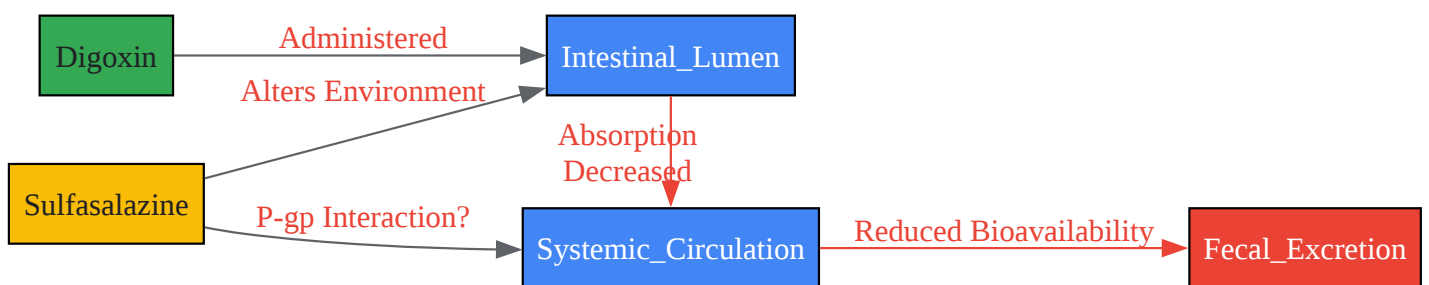 Digoxin
Administered
Intestinal_Lumen
Alters Environment
Absorption
Decreased
Sulfasalazine
P-gp Interaction?
Systemic_Circulation
Reduced Bioavailability
Fecal_Excretion